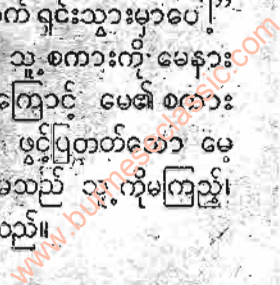 က် ရှင်းသွားမှာပေါ့”
သူ့စကားကို မေနား
ကြောင့် မေ၏ စကား
ဖွင့်ပြတတ်သော မေ့
မသည် သူ့ကိုမကြည့်၊
သည်။
www.burmeseclassic.com